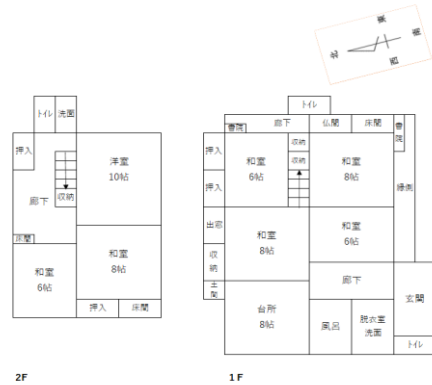 東
北
南
西
トイレ
洗面
押入
洋室
10帖
収納
廊下
床間
和室
6帖
和室
8帖
押入
床間
2F
トイレ
書院
廊下
仏間
床間
書院
押入
和室
6帖
収納
収納
和室
8帖
押入
縁側
出窓
和室
8帖
和室
6帖
収納
土間
廊下
玄関
台所
8帖
風呂
脱衣室
洗面
トイレ
1F